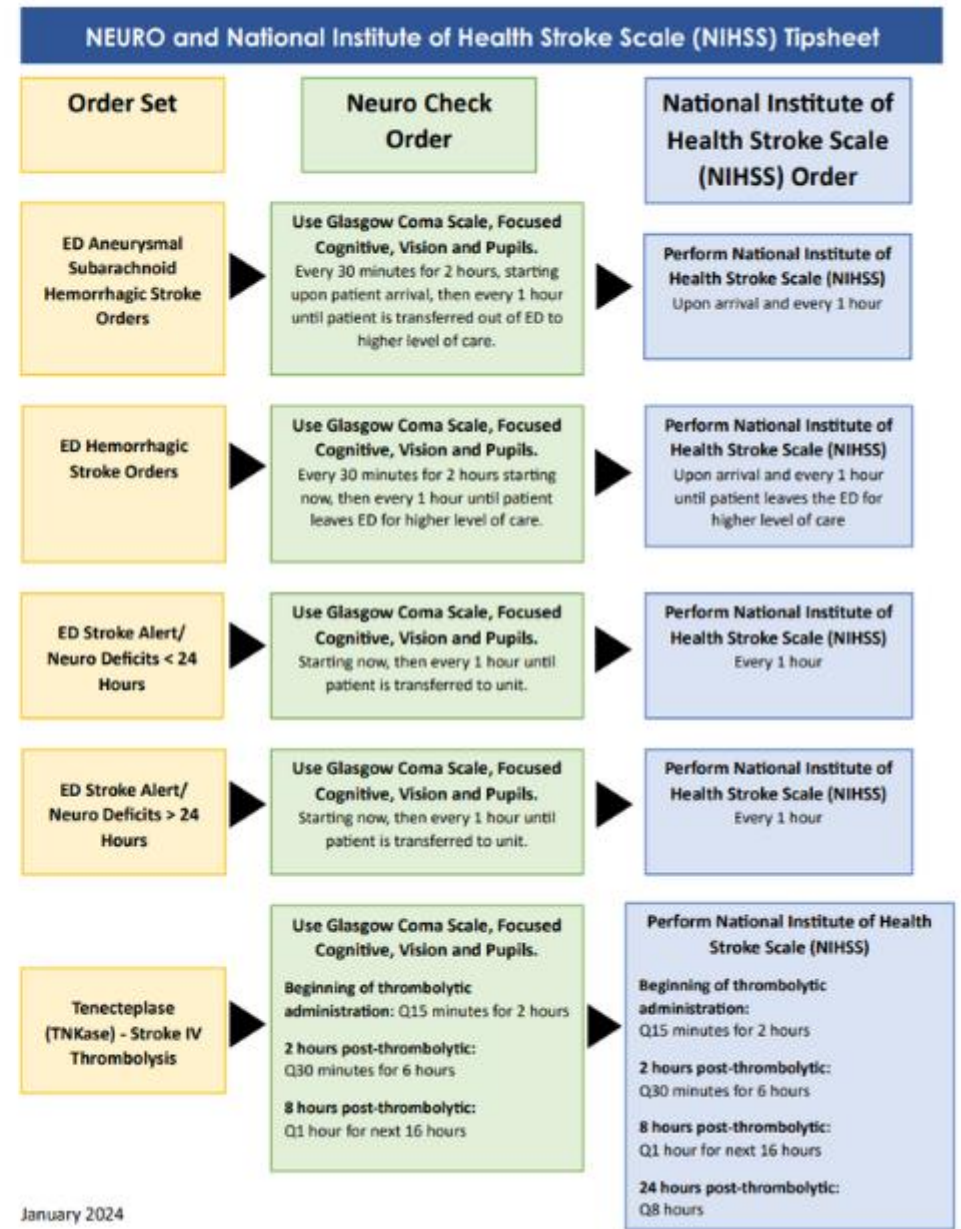 NEURO and National Institute of Health Stroke Scale (NIHSS) Tipsheet
Order Set
Neuro Check
Order
National Institute of
Health Stroke Scale
(NIHSS) Order
ED Aneurysmal
Subarachnoid
Hemorrhagic Stroke
Orders
Use Glasgow Coma Scale, Focused
Cognitive, Vision and Pupils.
Every 30 minutes for 2 hours, starting
upon patient arrival, then every 1 hour
until patient is transferred out of ED to
higher level of care.
Perform National Institute of
Health Stroke Scale (NIHSS)
Upon arrival and every 1 hour
ED Hemorrhagic
Stroke Orders
Use Glasgow Coma Scale, Focused
Cognitive, Vision and Pupils.
Every 30 minutes for 2 hours starting
now, then every 1 hour until patient
leaves ED for higher level of care.
Perform National Institute of
Health Stroke Scale (NIHSS)
Upon arrival and every 1 hour
until patient leaves the ED for
higher level of care
ED Stroke Alert/
Neuro Deficits < 24
Hours
Use Glasgow Coma Scale, Focused
Cognitive, Vision and Pupils.
Starting now, then every 1 hour until
patient is transferred to unit.
Perform National Institute of
Health Stroke Scale (NIHSS)
Every 1 hour
ED Stroke Alert/
Neuro Deficits > 24
Hours
Use Glasgow Coma Scale, Focused
Cognitive, Vision and Pupils.
Starting now, then every 1 hour until
patient is transferred to unit.
Perform National Institute of
Health Stroke Scale (NIHSS)
Every 1 hour
Tenecteplase
(TNKase) - Stroke IV
Thrombolysis
Use Glasgow Coma Scale, Focused
Cognitive, Vision and Pupils.
Beginning of thrombolytic
administration: Q15 minutes for 2 hours
2 hours post-thrombolytic:
Q30 minutes for 6 hours
8 hours post-thrombolytic:
Q1 hour for next 16 hours
Perform National Institute of Health
Stroke Scale (NIHSS)
Beginning of thrombolytic
administration:
Q15 minutes for 2 hours
2 hours post-thrombolytic:
Q30 minutes for 6 hours
8 hours post-thrombolytic:
Q1 hour for next 16 hours
24 hours post-thrombolytic:
Q8 hours
January 2024